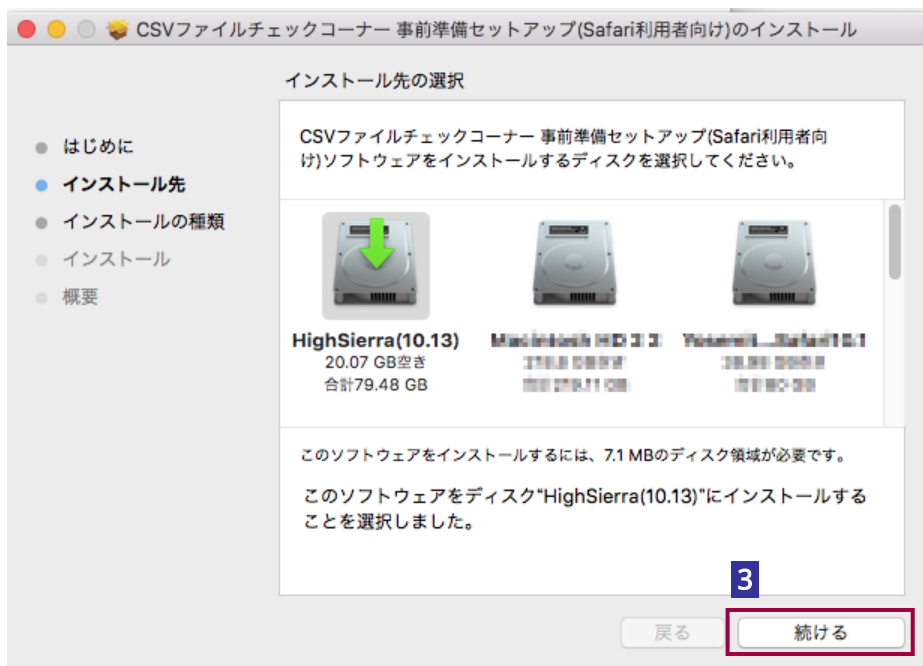 CSVファイルチェックコーナー 事前準備セットアップ(Safari利用者向け)のインストール
インストール先の選択
はじめに
インストール先
インストールの種類
インストール
概要
CSVファイルチェックコーナー 事前準備セットアップ(Safari利用者向
け)ソフトウェアをインストールするディスクを選択してください。
HighSierra(10.13)
20.07 GB空き
合計79.48 GB
このソフトウェアをインストールするには、7.1 MBのディスク領域が必要です。
このソフトウェアをディスク“HighSierra(10.13)”にインストールする
ことを選択しました。
3
戻る
続ける